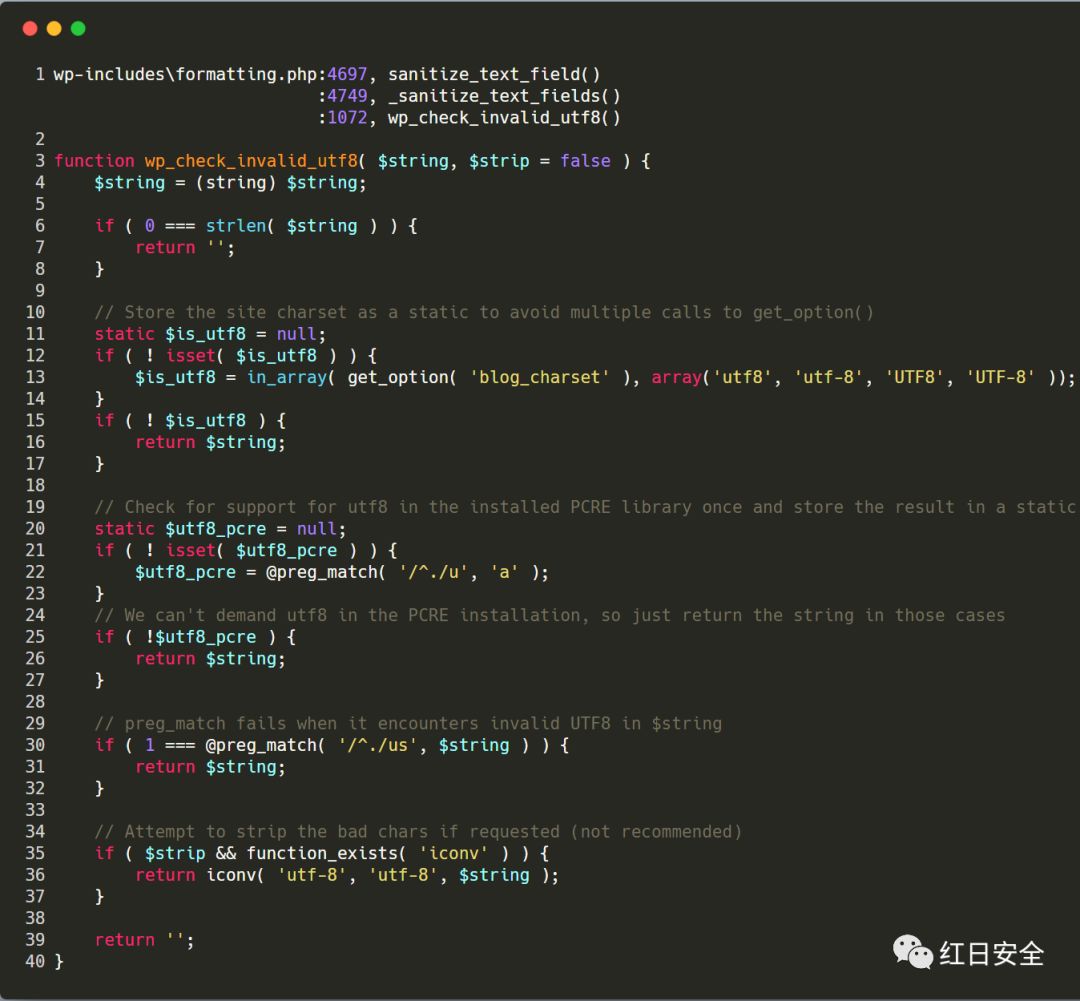 1 wp-includes\formatting.php:4697, sanitize_text_field()
:4749, _sanitize_text_fields()
:1072, wp_check_invalid_utf8()
2
3 function wp_check_invalid_utf8( $string, $strip = false ) {
4     $string = (string) $string;
5
6     if ( 0 === strlen( $string ) ) {
7         return '';
8     }
9
10     // Store the site charset as a static to avoid multiple calls to get_option()
11     static $is_utf8 = null;
12     if ( ! isset( $is_utf8 ) ) {
13         $is_utf8 = in_array( get_option( 'blog_charset' ), array('utf8', 'utf-8', 'UTF8', 'UTF-8' ));
14     }
15     if ( ! $is_utf8 ) {
16         return $string;
17     }
18
19     // Check for support for utf8 in the installed PCRE library once and store the result in a static
20     static $utf8_pcre = null;
21     if ( ! isset( $utf8_pcre ) ) {
22         $utf8_pcre = @preg_match( '/^./u', 'a' );
23     }
24     // We can't demand utf8 in the PCRE installation, so just return the string in those cases
25     if ( !$utf8_pcre ) {
26         return $string;
27     }
28
29     // preg_match fails when it encounters invalid UTF8 in $string
30     if ( 1 === @preg_match( '/^./us', $string ) ) {
31         return $string;
32     }
33
34     // Attempt to strip the bad chars if requested (not recommended)
35     if ( $strip && function_exists( 'iconv' ) ) {
36         return iconv( 'utf-8', 'utf-8', $string );
37     }
38
39     return '';
40 }
红日安全